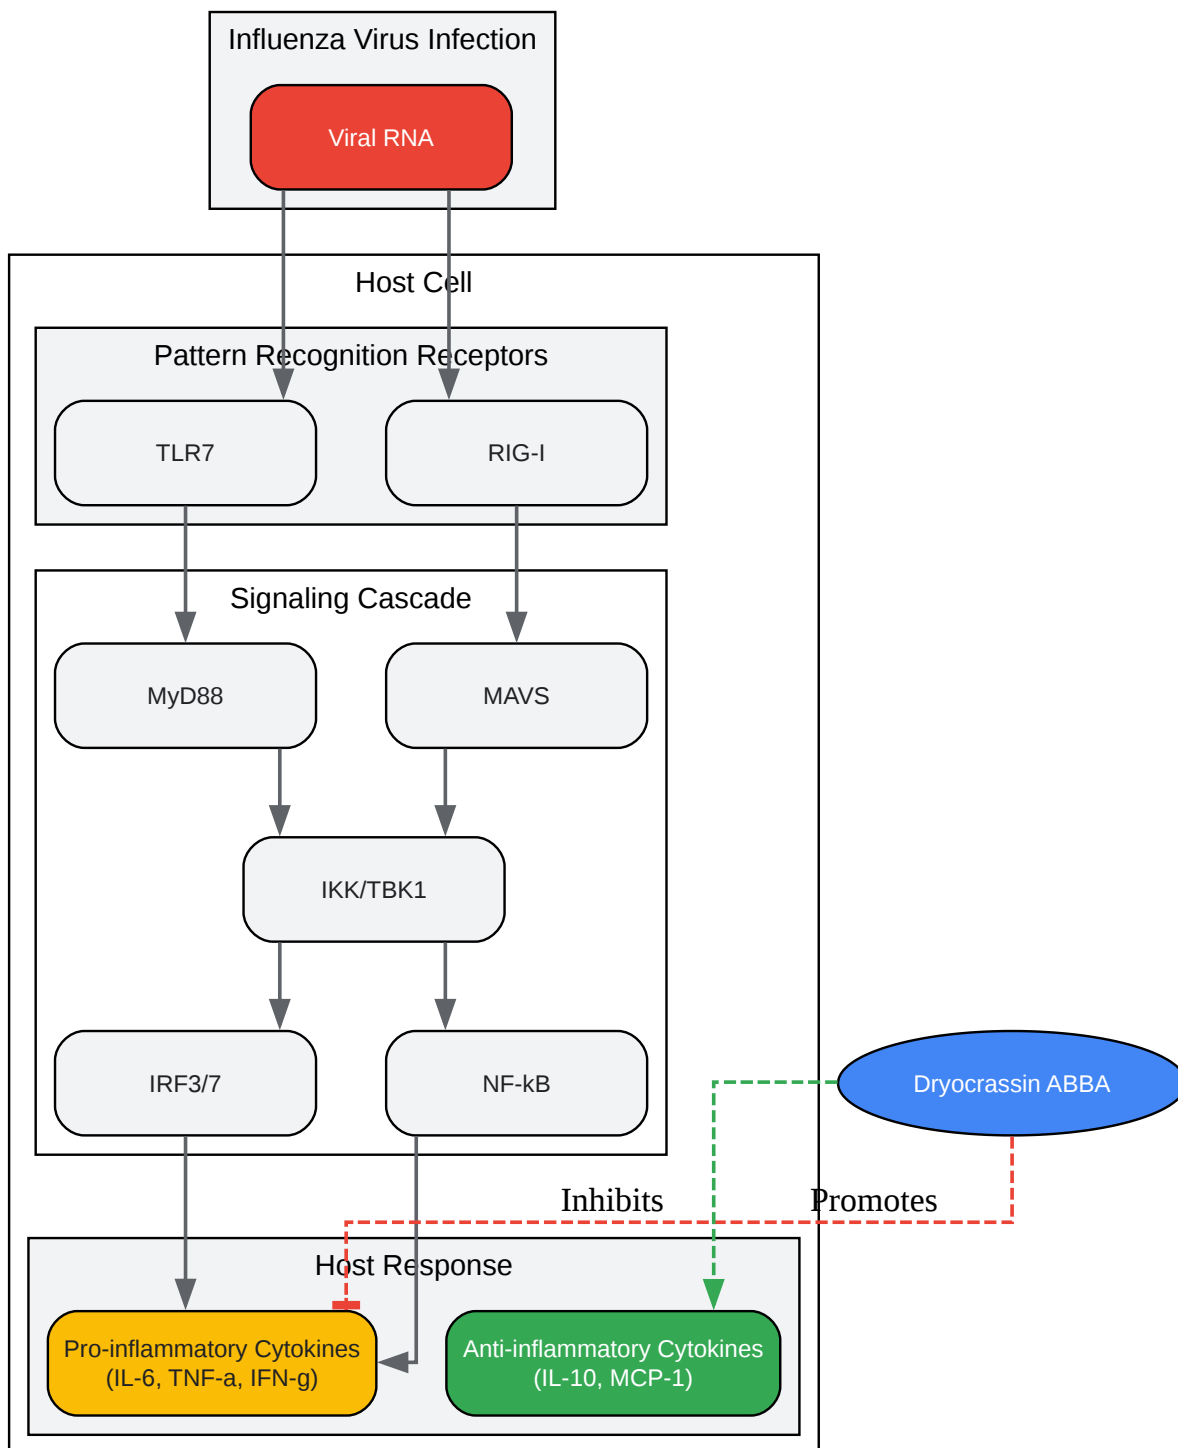 Influenza Virus Infection
Viral RNA
Host Cell
Pattern Recognition Receptors
TLR7
RIG-I
Signaling Cascade
MyD88
MAVS
IKK/TBK1
IRF3/7
NF-kB
Dryocrassin ABBA
Inhibits
Promotes
Host Response
Pro-inflammatory Cytokines
(IL-6, TNF-a, IFN-g)
Anti-inflammatory Cytokines
(IL-10, MCP-1)